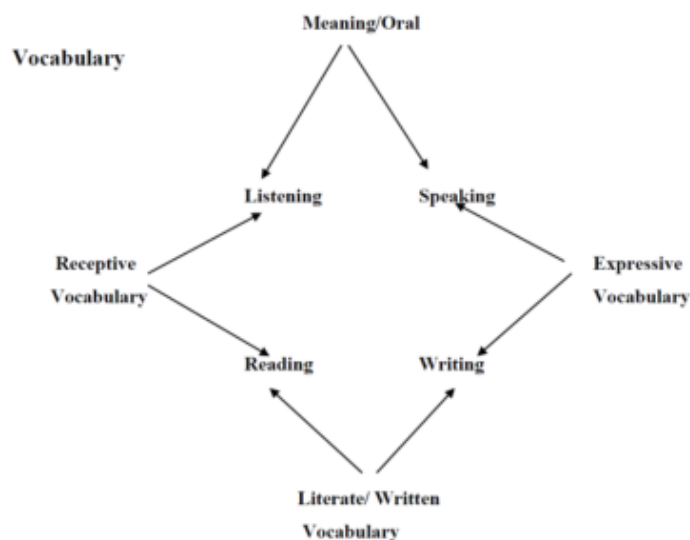 Meaning/Oral
Vocabulary
Listening
Speaking
Receptive
Vocabulary
Expressive
Vocabulary
Reading
Writing
Literate/ Written
Vocabulary